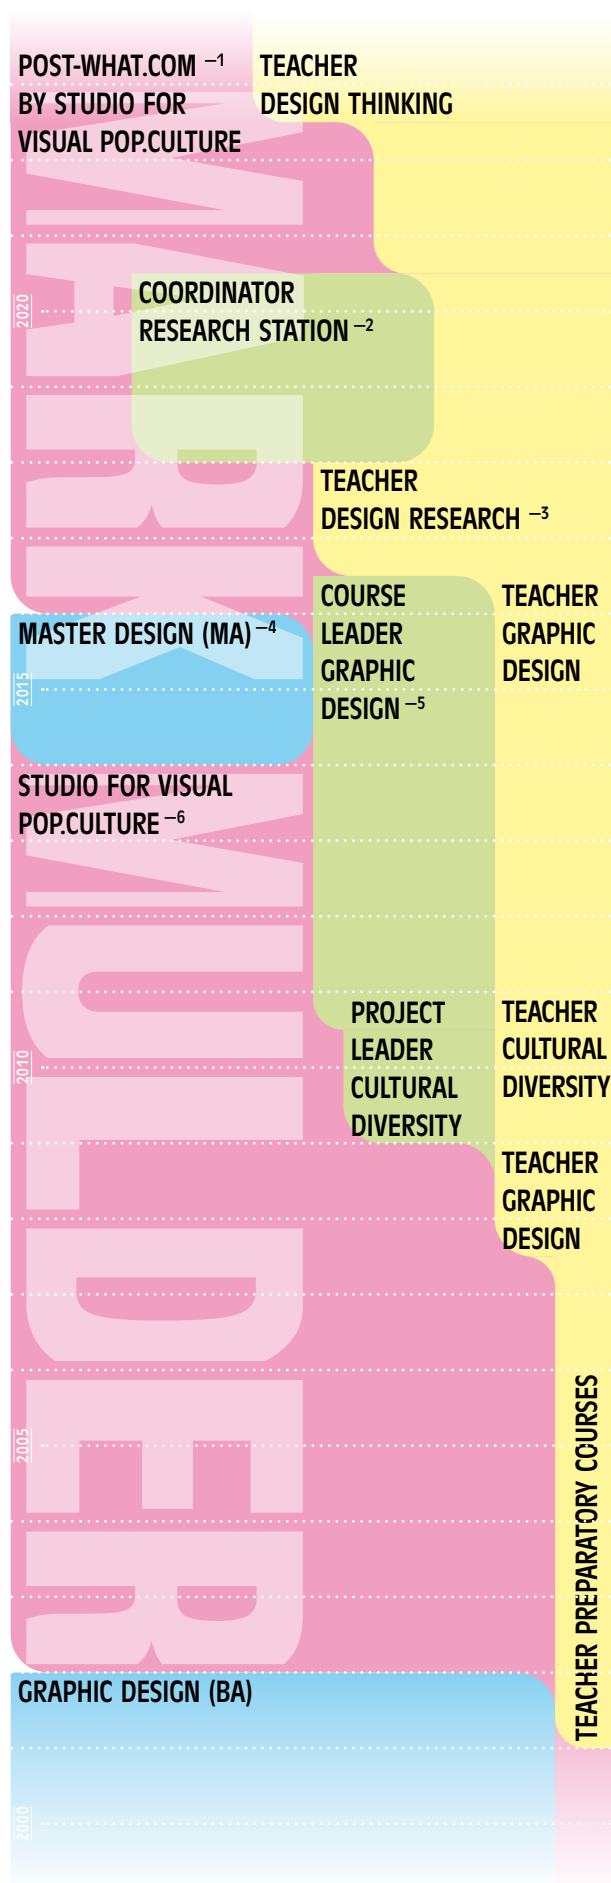 POST-WHAT.COM –1
BY STUDIO FOR
VISUAL POP.CULTURE
TEACHER
DESIGN THINKING
2020
COORDINATOR
RESEARCH STATION –2
TEACHER
DESIGN RESEARCH –3
COURSE
LEADER
GRAPHIC
DESIGN –5
TEACHER
GRAPHIC
DESIGN
MASTER DESIGN (MA) –4
2015
STUDIO FOR VISUAL
POP.CULTURE –6
PROJECT
LEADER
CULTURAL
DIVERSITY
TEACHER
CULTURAL
DIVERSITY
2010
TEACHER
GRAPHIC
DESIGN
TEACHER PREPARATORY COURSES
2005
GRAPHIC DESIGN (BA)
2000
MARK MULDER